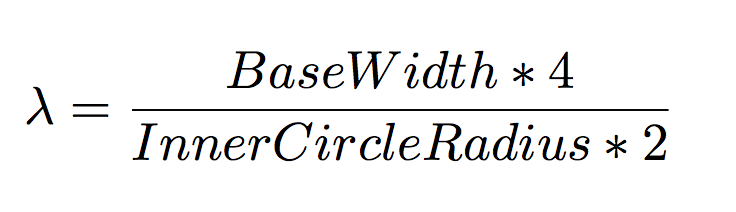 λ = BaseWidth * 4
InnerCircleRadius * 2